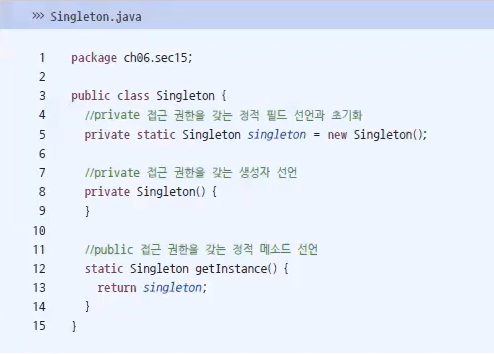 >>> Singleton.java
1 package ch06.sec15;
2
3 public class Singleton {
4 //private 접근 권한을 갖는 정적 필드 선언과 초기화
5 private static Singleton singleton = new Singleton();
6
7 //private 접근 권한을 갖는 생성자 선언
8 private Singleton() {
9 }
10
11 //public 접근 권한을 갖는 정적 메소드 선언
12 static Singleton getInstance() {
13 return singleton;
14 }
15 }